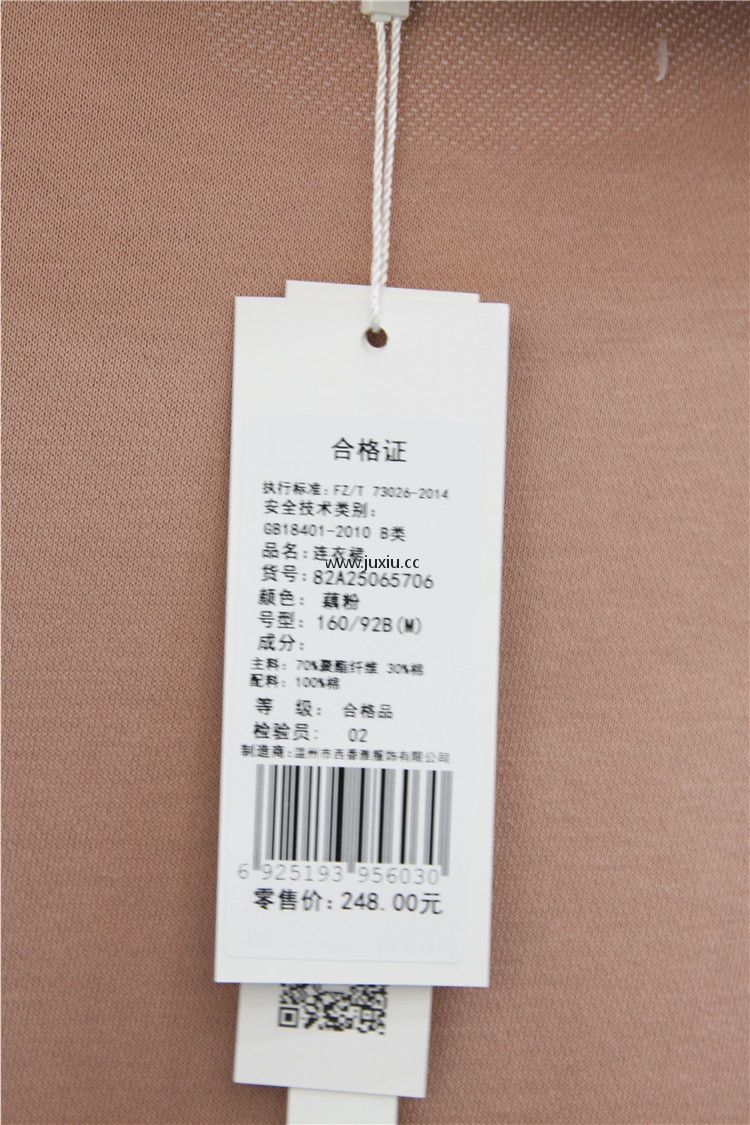 合格证
执行标准: FZ/T 73026-2014
安全技术类别:
GB18401-2010 B类
品名: 连衣裙
www.juxiu.cc
货号: 82A25065706
颜色: 藕粉
号型: 160/92B(M)
成分:
主料: 70%聚酯纤维 30%棉
配料: 100%棉
等 级: 合格品
检验员: 02
制造商:温州市西香雅服饰有限公司
6 925193 956030
零售价: 248.00元